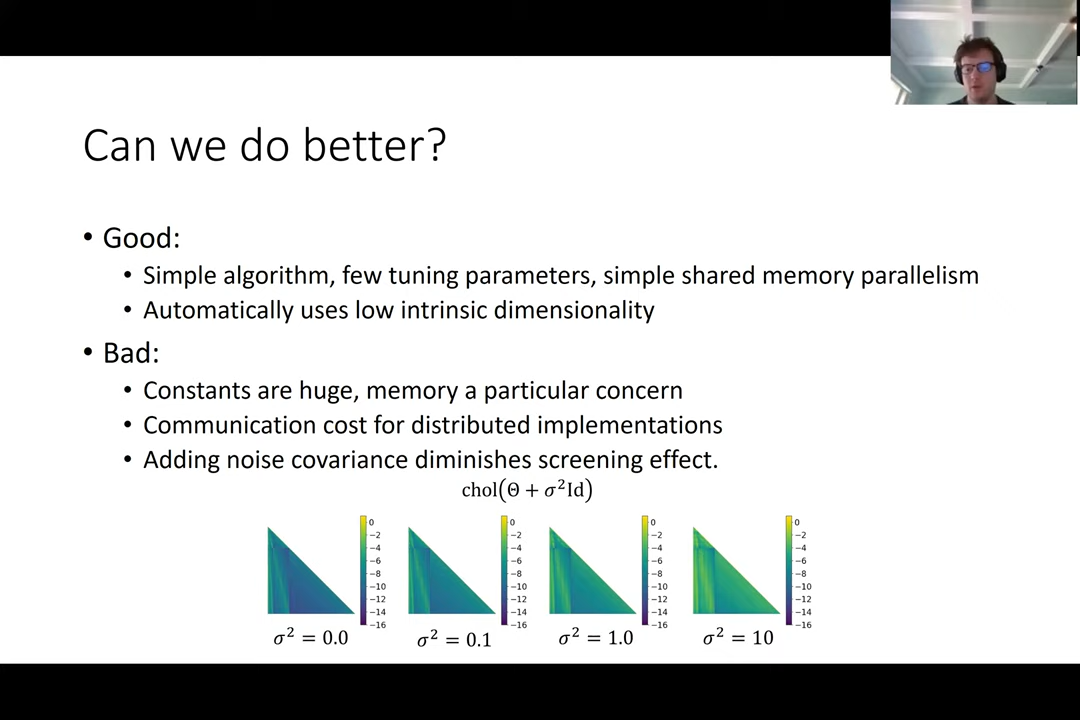 Can we do better?
• Good:
• Simple algorithm, few tuning parameters, simple shared memory parallelism
• Automatically uses low intrinsic dimensionality
• Bad:
• Constants are huge, memory a particular concern
• Communication cost for distributed implementations
• Adding noise covariance diminishes screening effect.
chol(Θ + σ²Id)
0 0 0 0
−2 −2 −2 −2
−4 −4 −4 −4
−6 −6 −6 −6
−8 −8 −8 −8
−10 −10 −10 −10
−12 −12 −12 −12
−14 −14 −14 −14
−16 −16 −16 −16
σ² = 0.0 σ² = 0.1 σ² = 1.0 σ² = 10